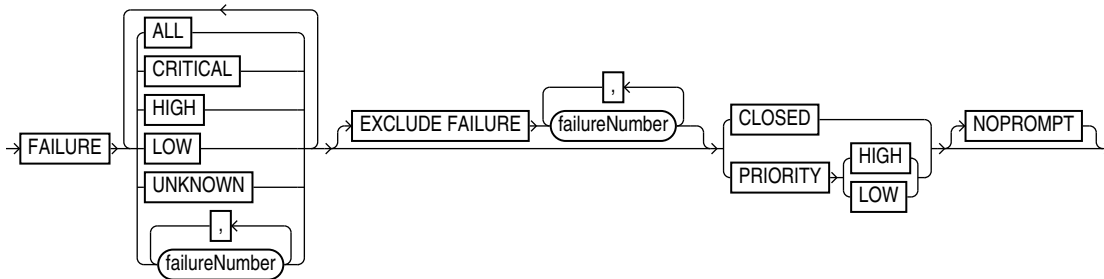 ALL
CRITICAL
HIGH
FAILURE LOW
UNKNOWN
,
failureNumber
EXCLUDE FAILURE
,
failureNumber
CLOSED
PRIORITY
HIGH
LOW
NOPROMPT